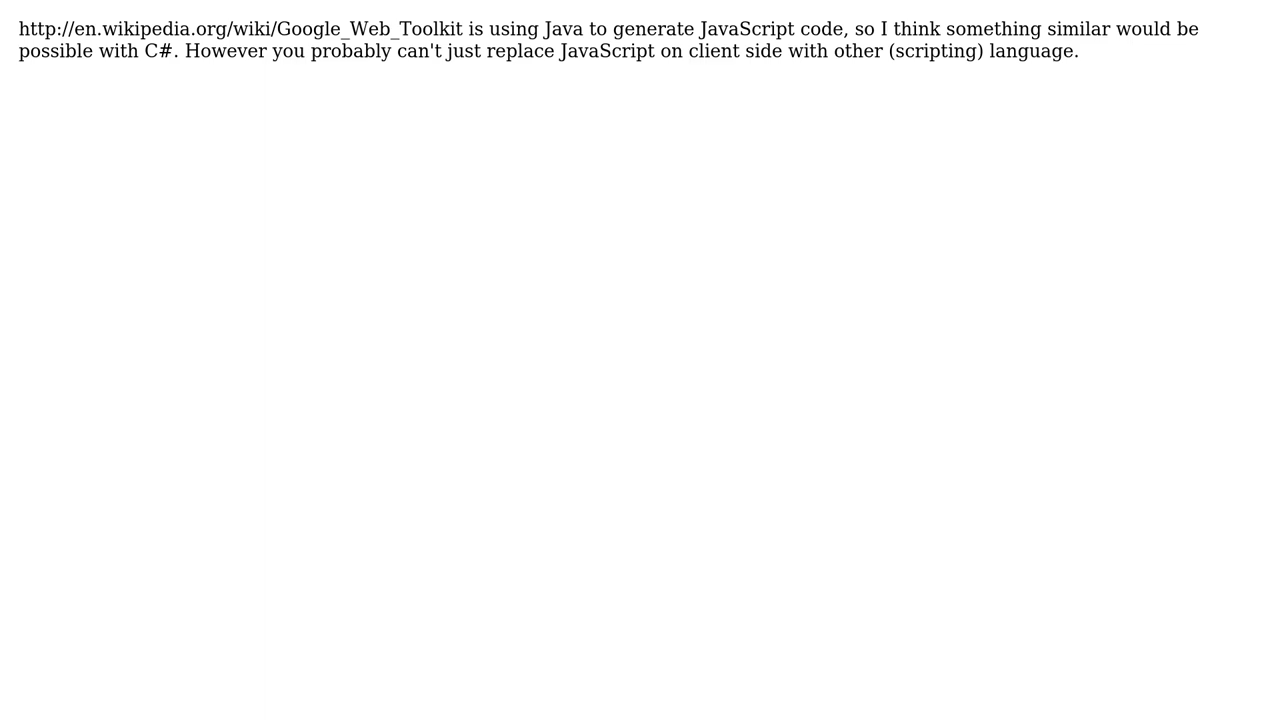 http://en.wikipedia.org/wiki/Google_Web_Toolkit is using Java to generate JavaScript code, so I think something similar would be
possible with C#. However you probably can't just replace JavaScript on client side with other (scripting) language.